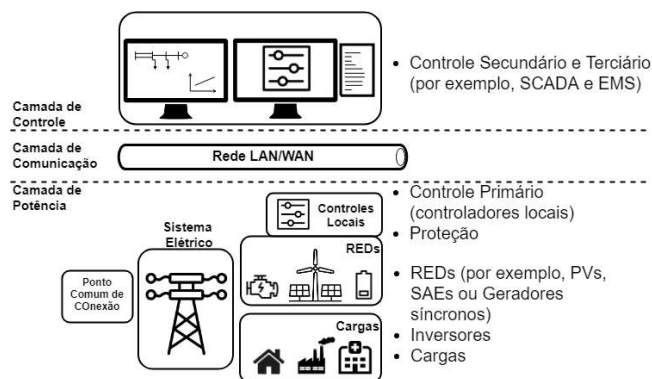 • Controle Secundário e Terciário
(por exemplo, SCADA e EMS)
Camada de
Controle
Camada de
Comunicação
Rede LAN/WAN
Camada de
Potência
• Controle Primário
(controladores locais)
• Proteção
Controles
Locais
Sistema
Elétrico
REDs
Ponto
Comum de
COnexão
• REDs (por exemplo, PVs,
SAEs ou Geradores
síncronos)
• Inversores
• Cargas
Cargas